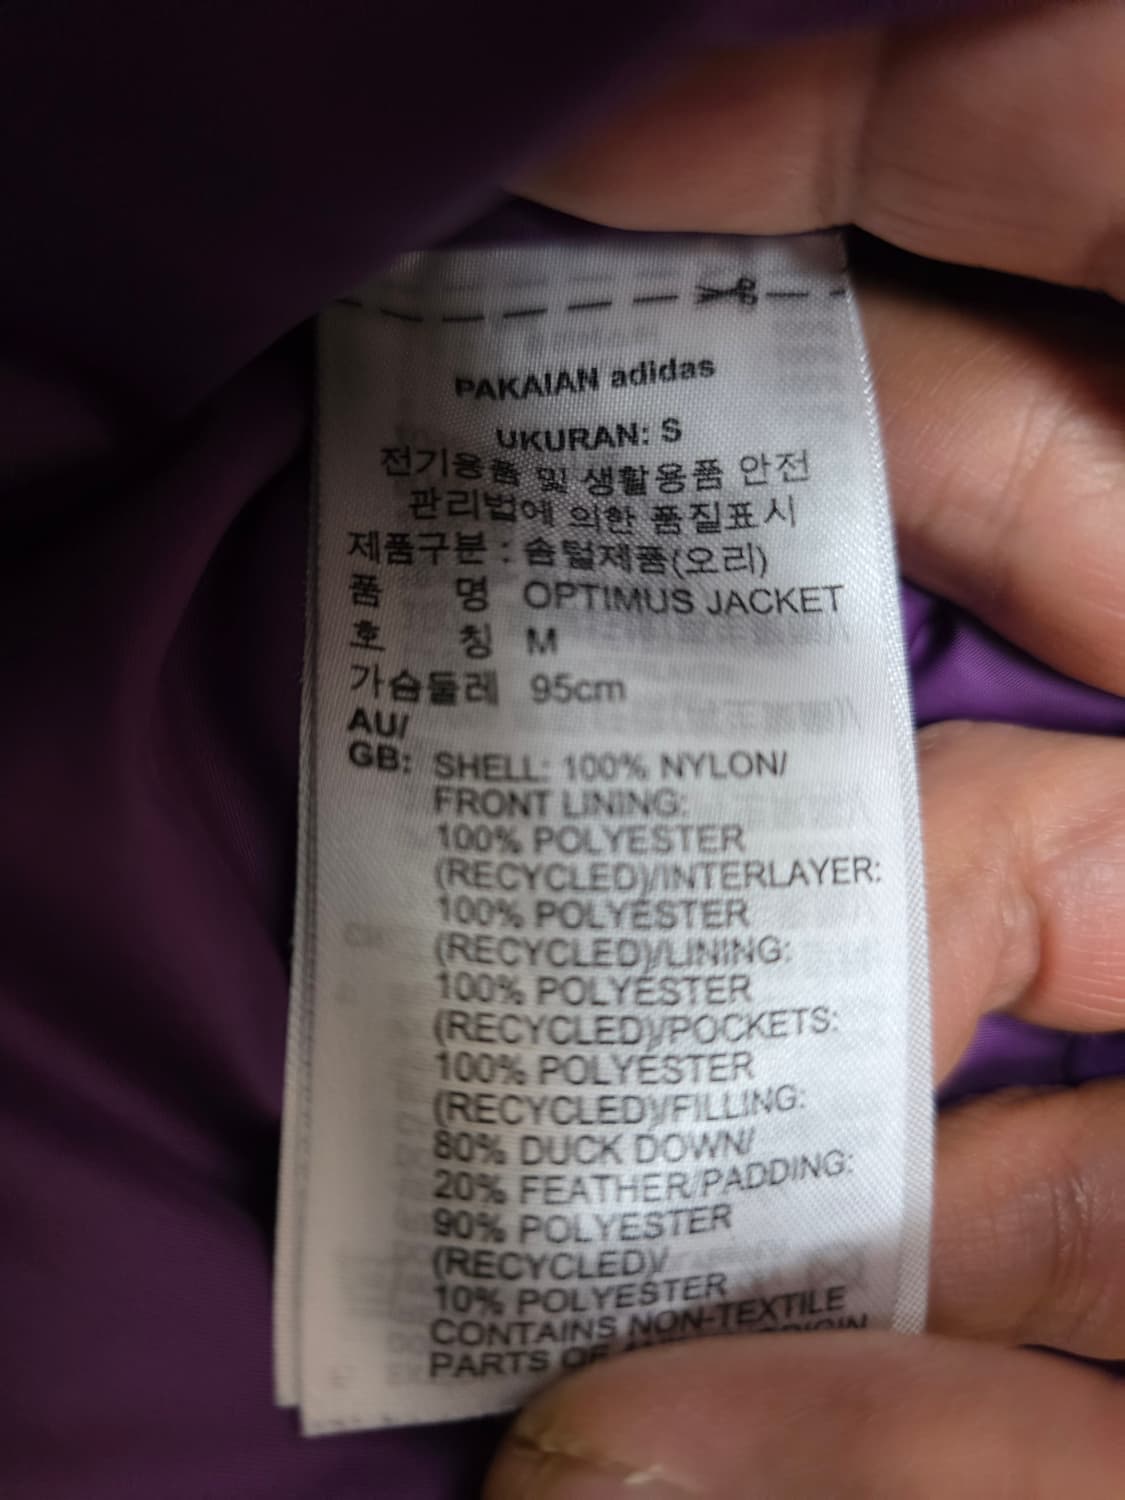 PAKAIAN adidas
UKURAN: S
전기용품 및 생활용품 안전
관리법에 의한 품질표시
제품구분 : 솜털제품(오리)
품 명 OPTIMUS JACKET
호 칭 M
가슴둘레 95cm
AU/
GB: SHELL: 100% NYLON/
FRONT LINING:
100% POLYESTER
(RECYCLED)/INTERLAYER:
100% POLYESTER
(RECYCLED)/LINING:
100% POLYESTER
(RECYCLED)/POCKETS:
100% POLYESTER
(RECYCLED)/FILLING:
80% DUCK DOWN/
20% FEATHER/PADDING:
90% POLYESTER
(RECYCLED)/
10% POLYESTER
CONTAINS NON-TEXTILE
PARTS OF ORIGIN